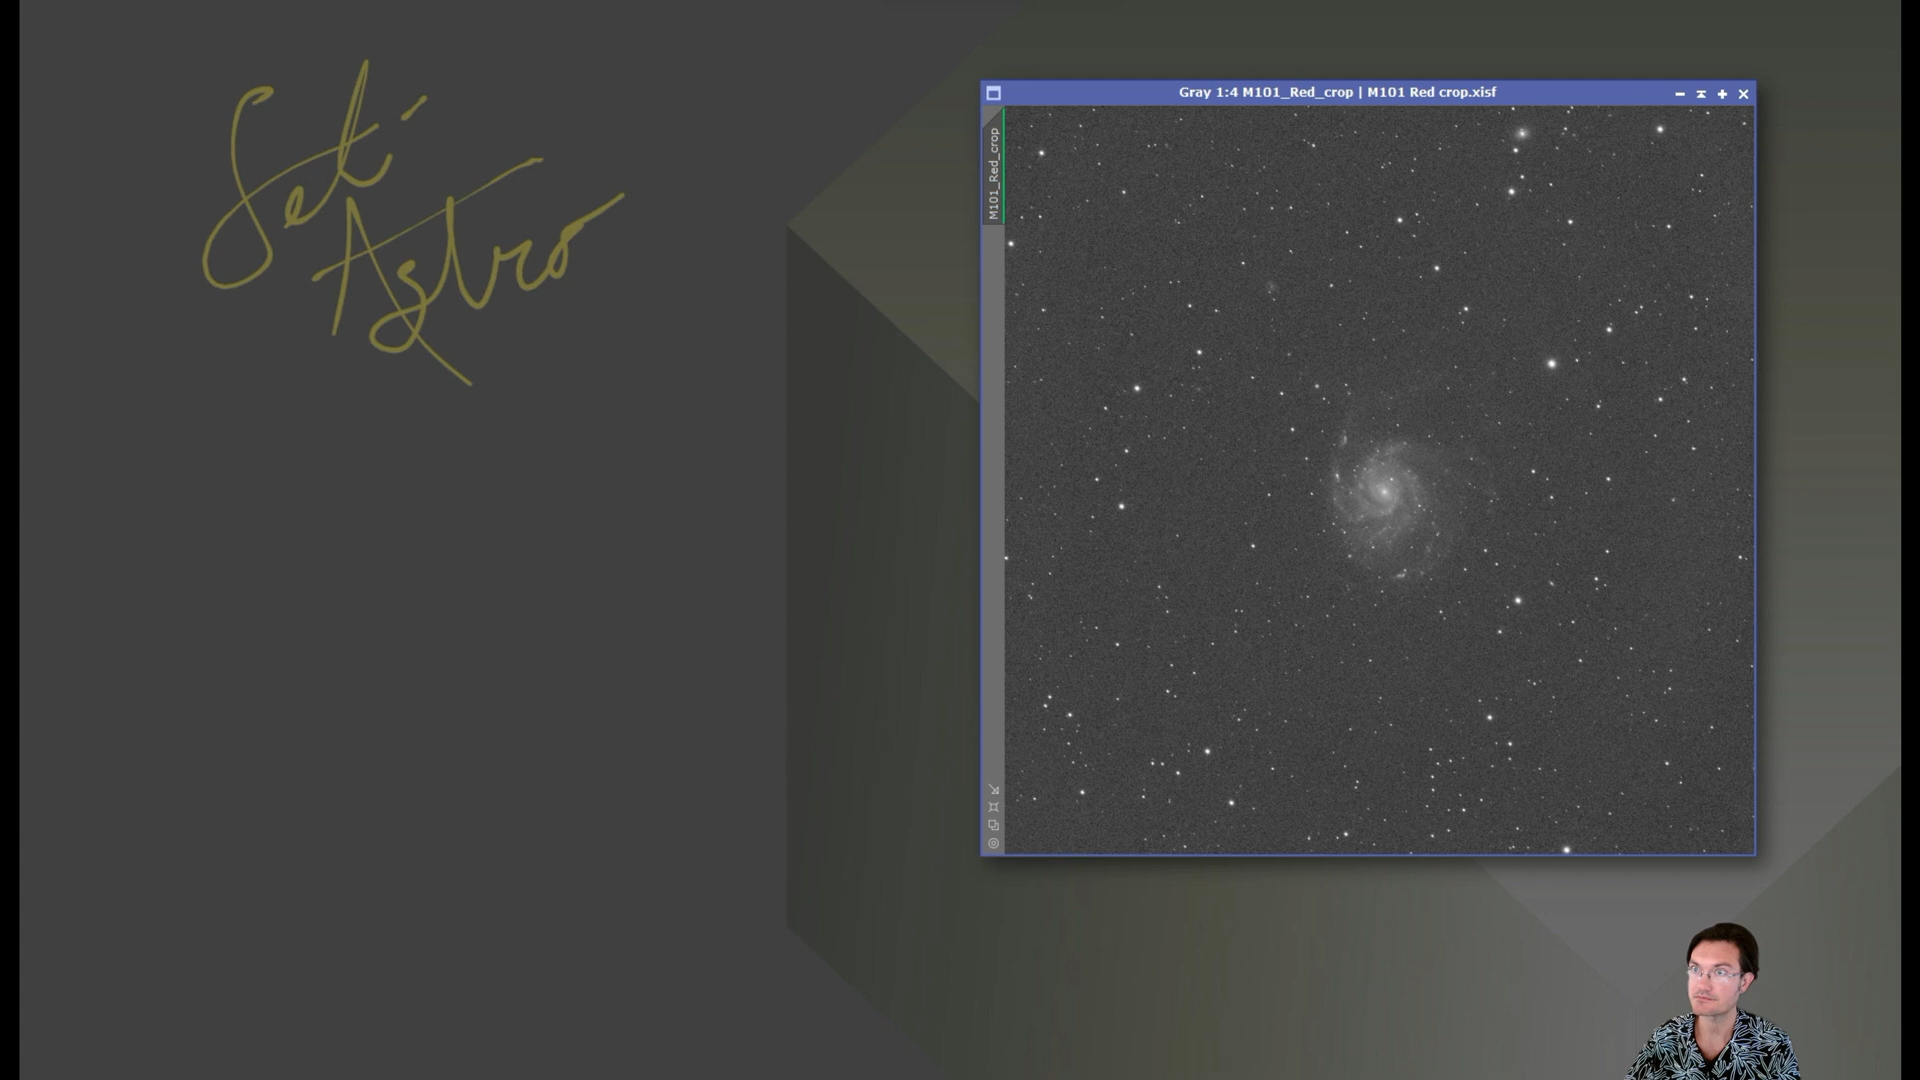 Seti
Astro
Gray 1:4 M101_Red_crop | M101 Red crop.xisf
M101_Red_crop